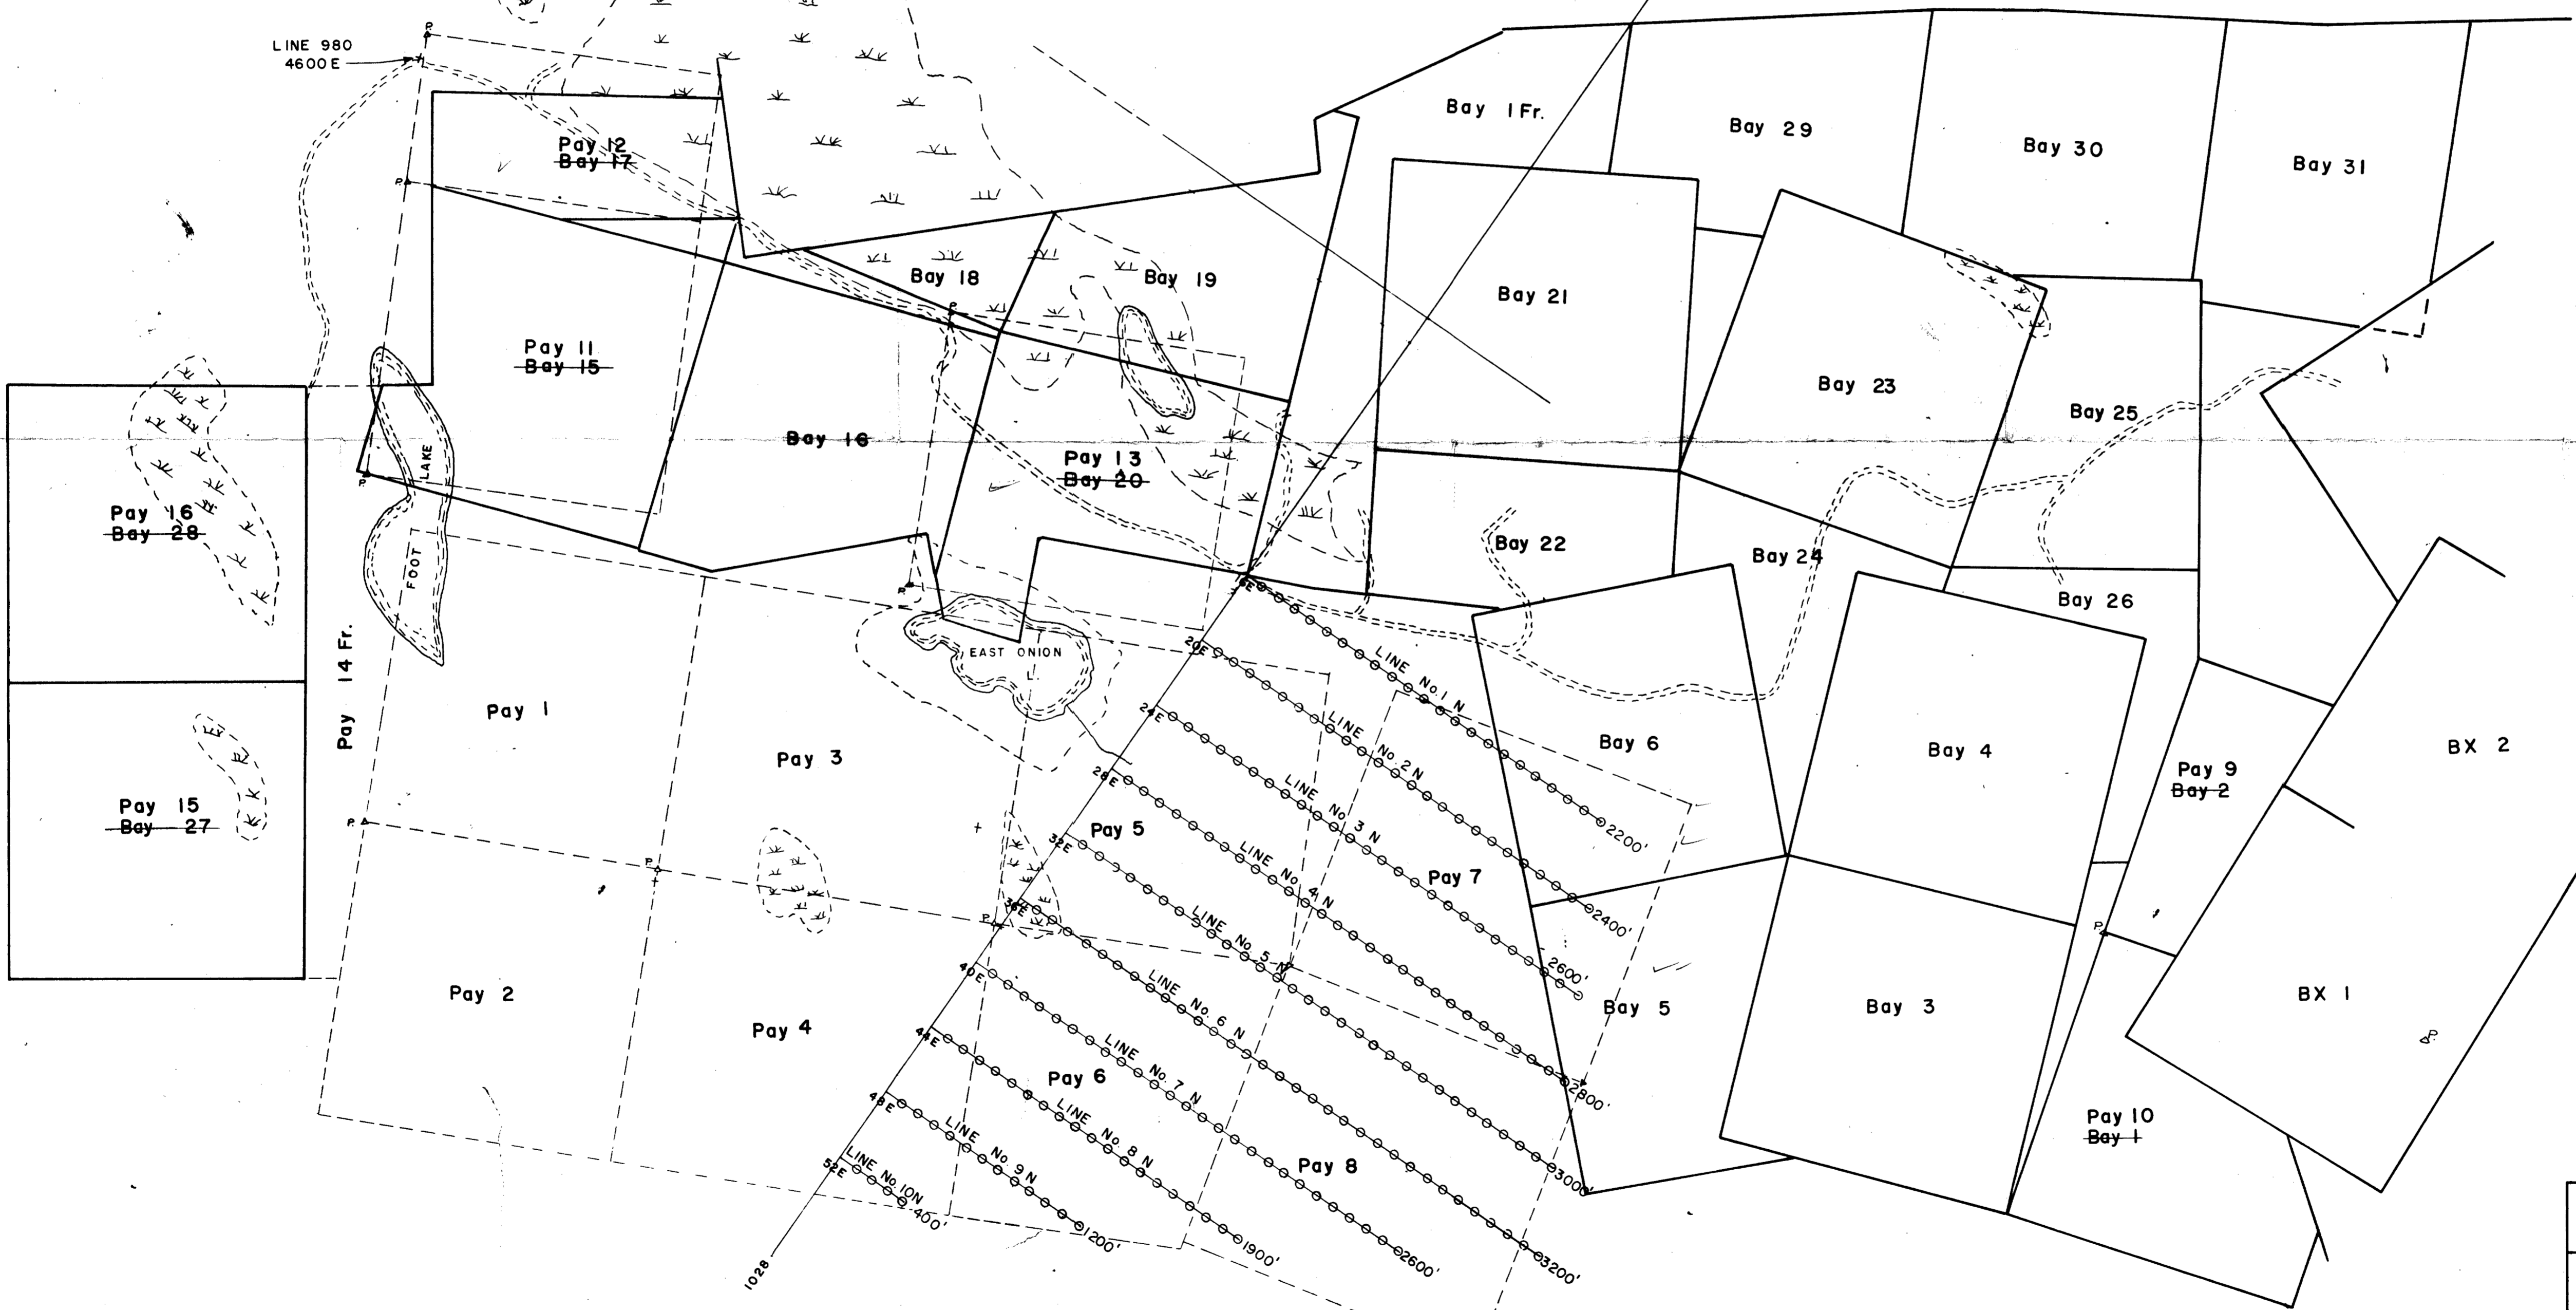 LINE 980
4600 E
P.
Bay 1 Fr.
Bay 29
Bay 30
Bay 31
Pay 12
Bay 17
P.
Bay 18
Bay 19
Bay 21
P.
Pay 11
Bay 15
Bay 23
Bay 25
Bay 16
Pay 13
Bay 20
LAKE
FOOT
P.
Pay 16
Bay 28
Bay 22
Bay 24
Bay 26
P.
EAST ONION
L.
Pay 14 Fr.
20E
LINE No. 1 N
2200'
24E
LINE No. 2 N
2400'
28E
LINE No. 3 N
2600'
32E
LINE No. 4 N
2800'
36E
LINE No. 5 N
3000'
LINE No. 6 N
3200'
40E
LINE No. 7 N
2600'
44E
LINE No. 8 N
1900'
48E
LINE No. 9 N
1200'
52E
LINE No. 10N
400'
1028
Pay 1
Pay 3
Bay 6
Bay 4
BX 2
Pay 9
Bay 2
Pay 15
Bay 27
P.
P.
Pay 5
Pay 7
P.
P.
Pay 2
Pay 4
Bay 5
Bay 3
BX 1
P.
Pay 6
Pay 8
Pay 10
Bay 1